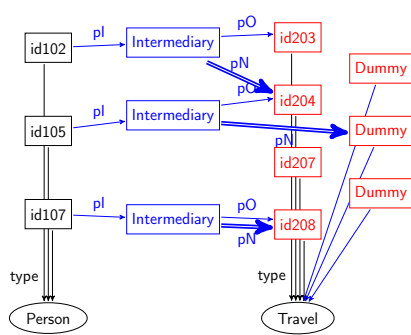 id102
pI
Intermediary
pO
id203
pN
Dummy
id105
pI
Intermediary
pO
id204
Dummy
pN
id207
Dummy
id107
pI
Intermediary
pO
id208
pN
type
type
Person
Travel